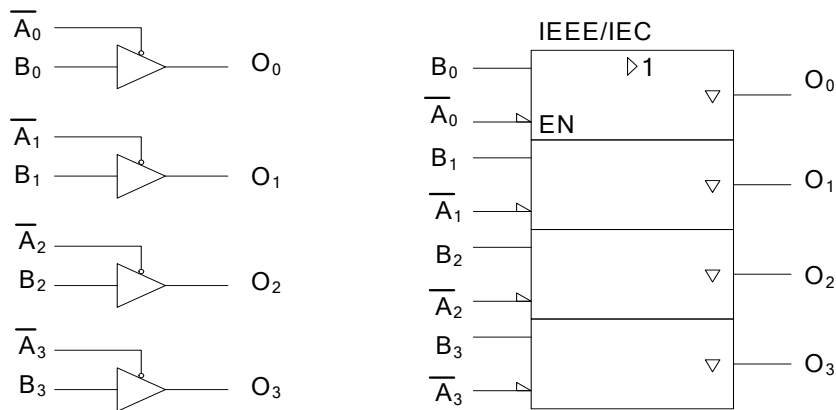 A̅0
B0 O0
A̅1
B1 O1
A̅2
B2 O2
A̅3
B3 O3
IEEE/IEC
B0 ▷1 ▽ O0
A̅0 EN
B1 ▽ O1
A̅1
B2 ▽ O2
A̅2
B3 ▽ O3
A̅3